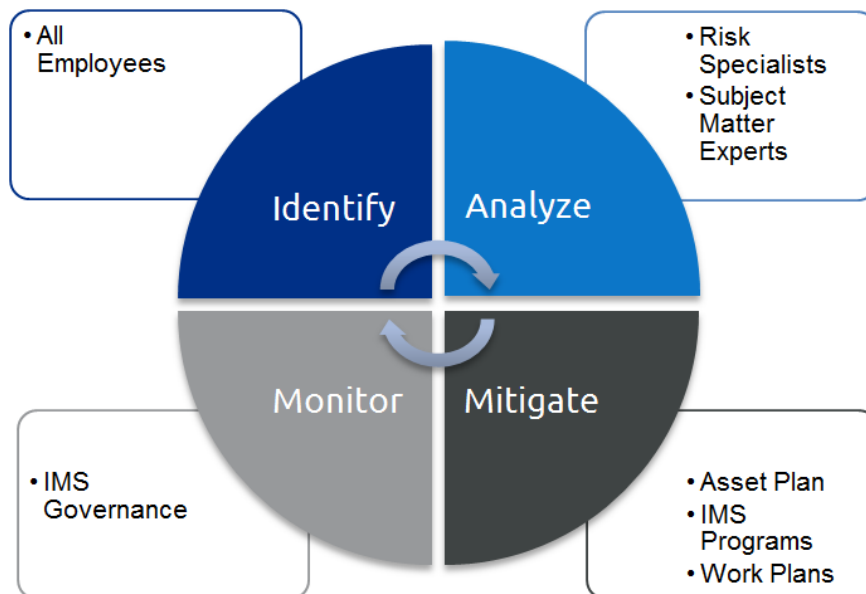 • All
Employees
• Risk
Specialists
• Subject
Matter
Experts
Identify
Analyze
Monitor
Mitigate
• IMS
Governance
• Asset Plan
• IMS
Programs
• Work Plans